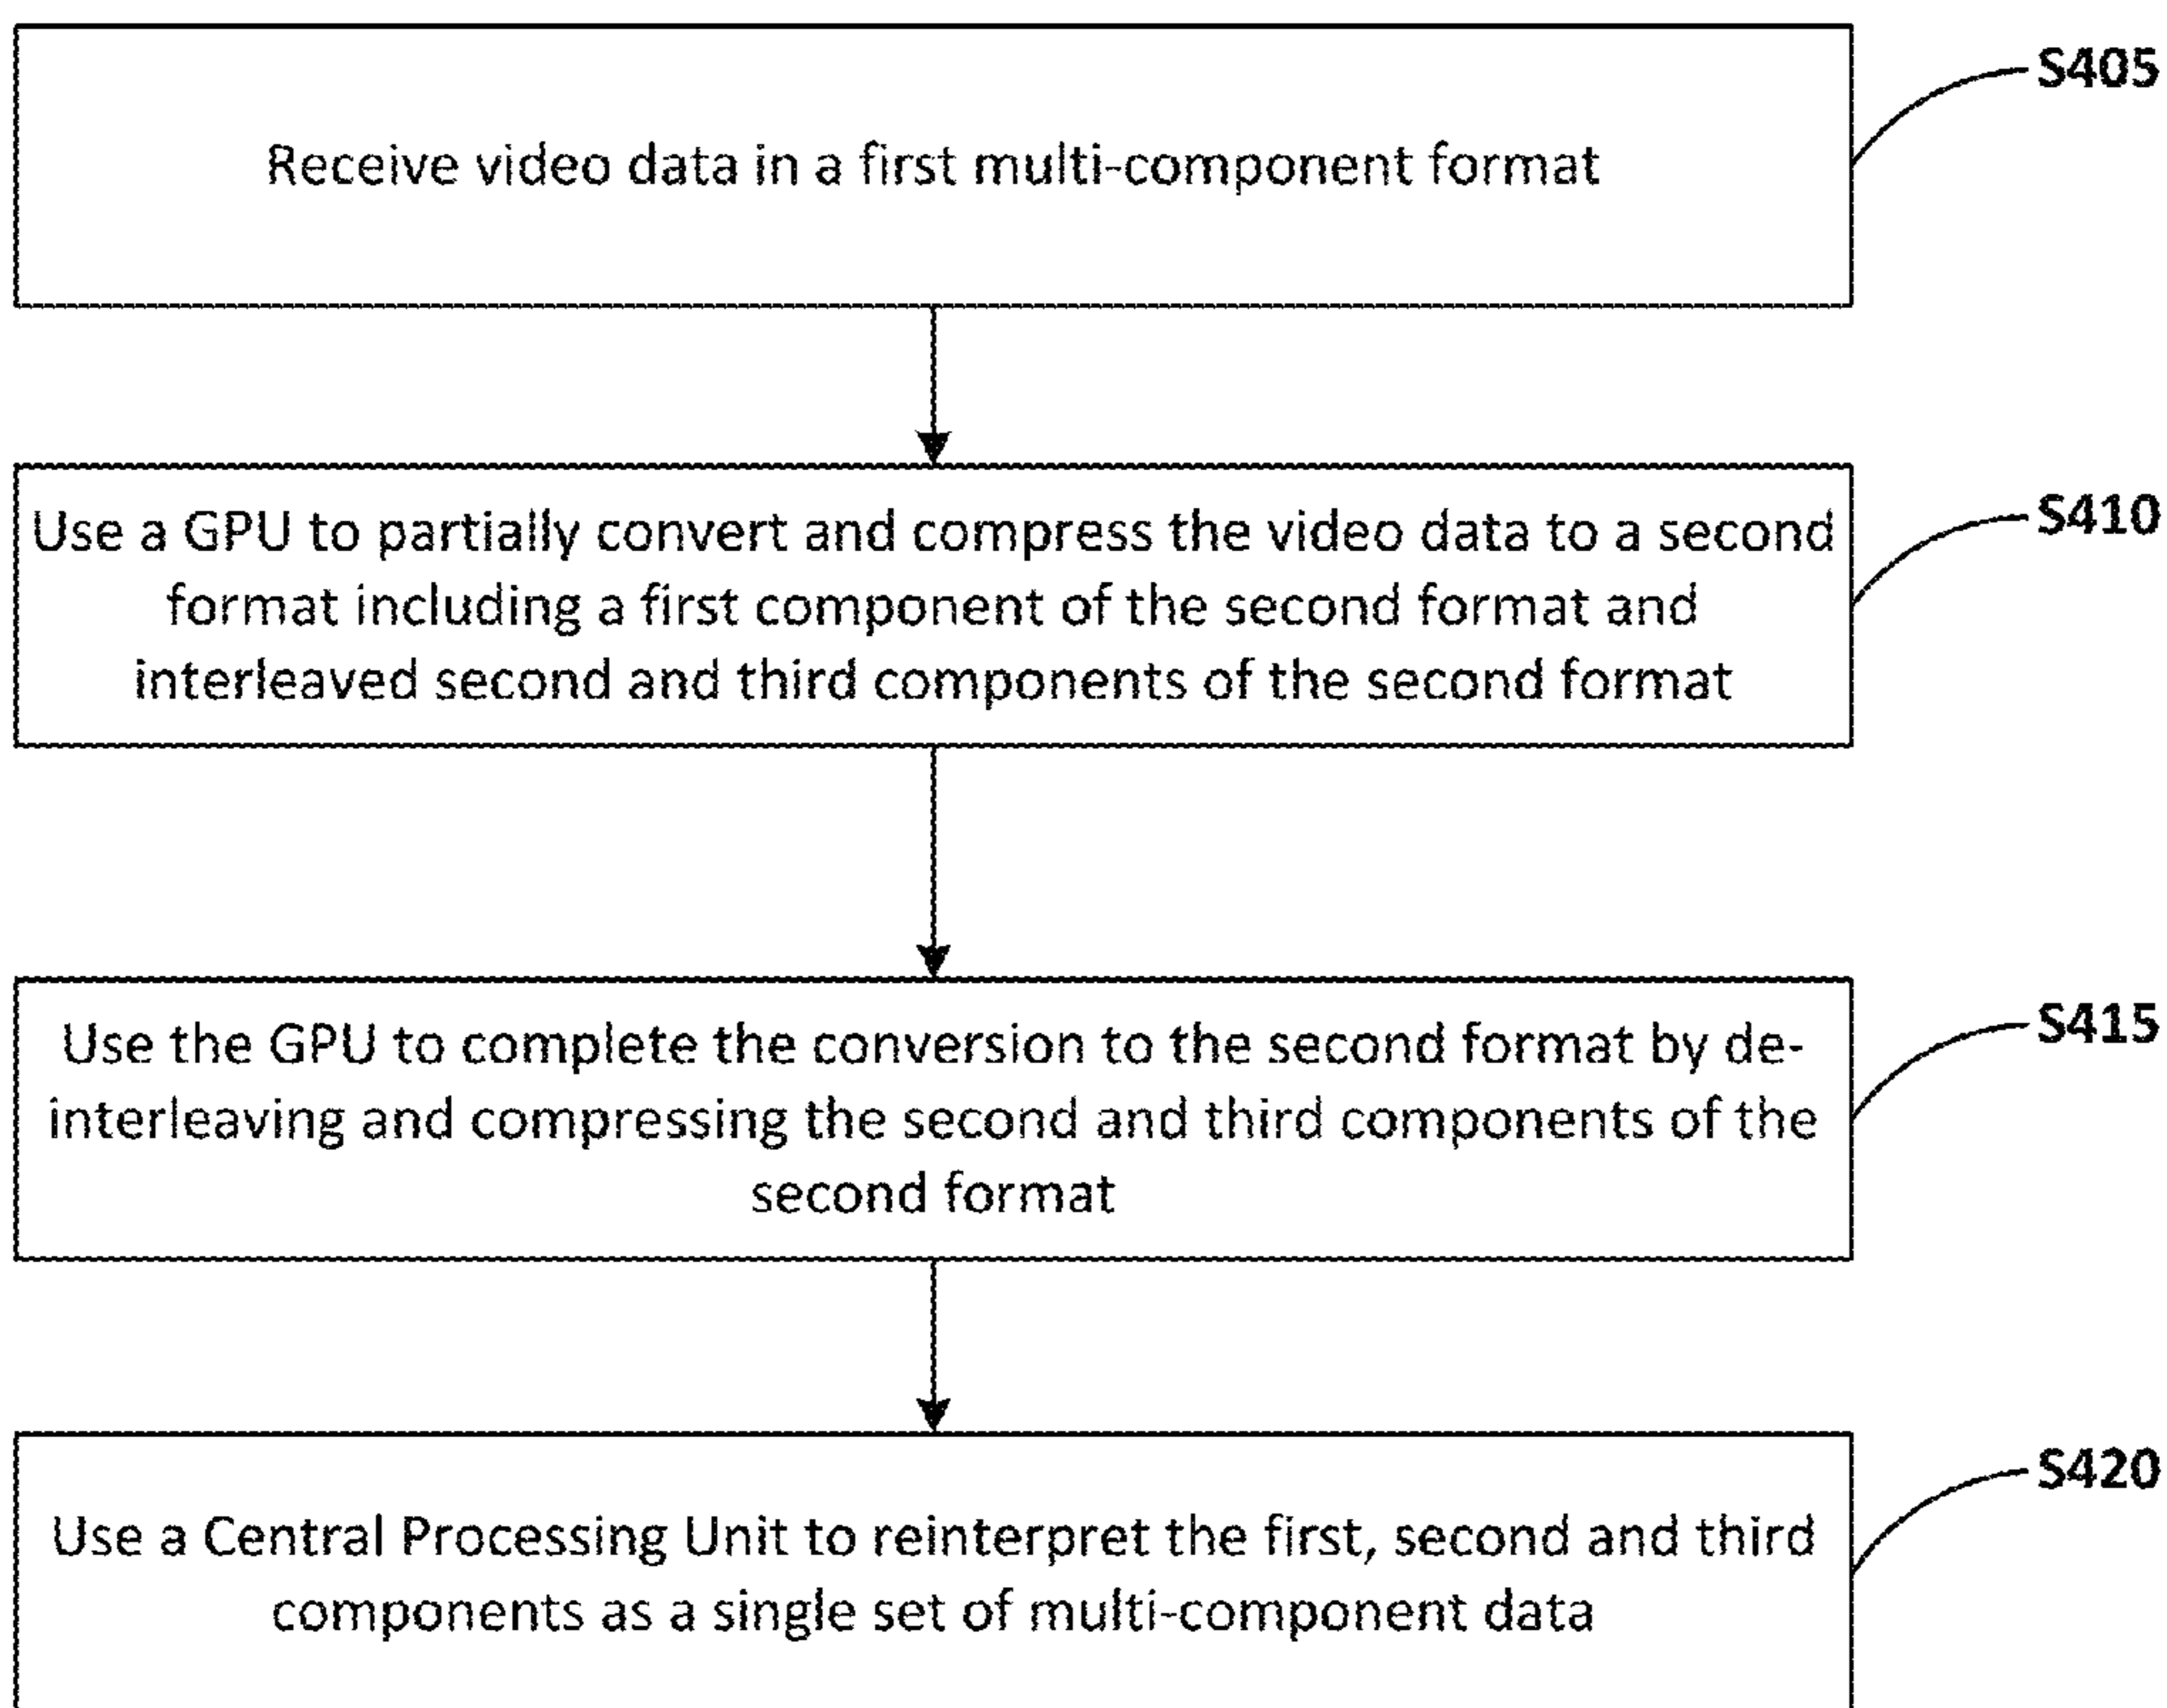 S405
Receive video data in a first multi-component format
Use a GPU to partially convert and compress the video data to a second
format including a first component of the second format and
interleaved second and third components of the second format
S410
Use the GPU to complete the conversion to the second format by de-
interleaving and compressing the second and third components of the
second format
S415
Use a Central Processing Unit to reinterpret the first, second and third
components as a single set of multi-component data
S420